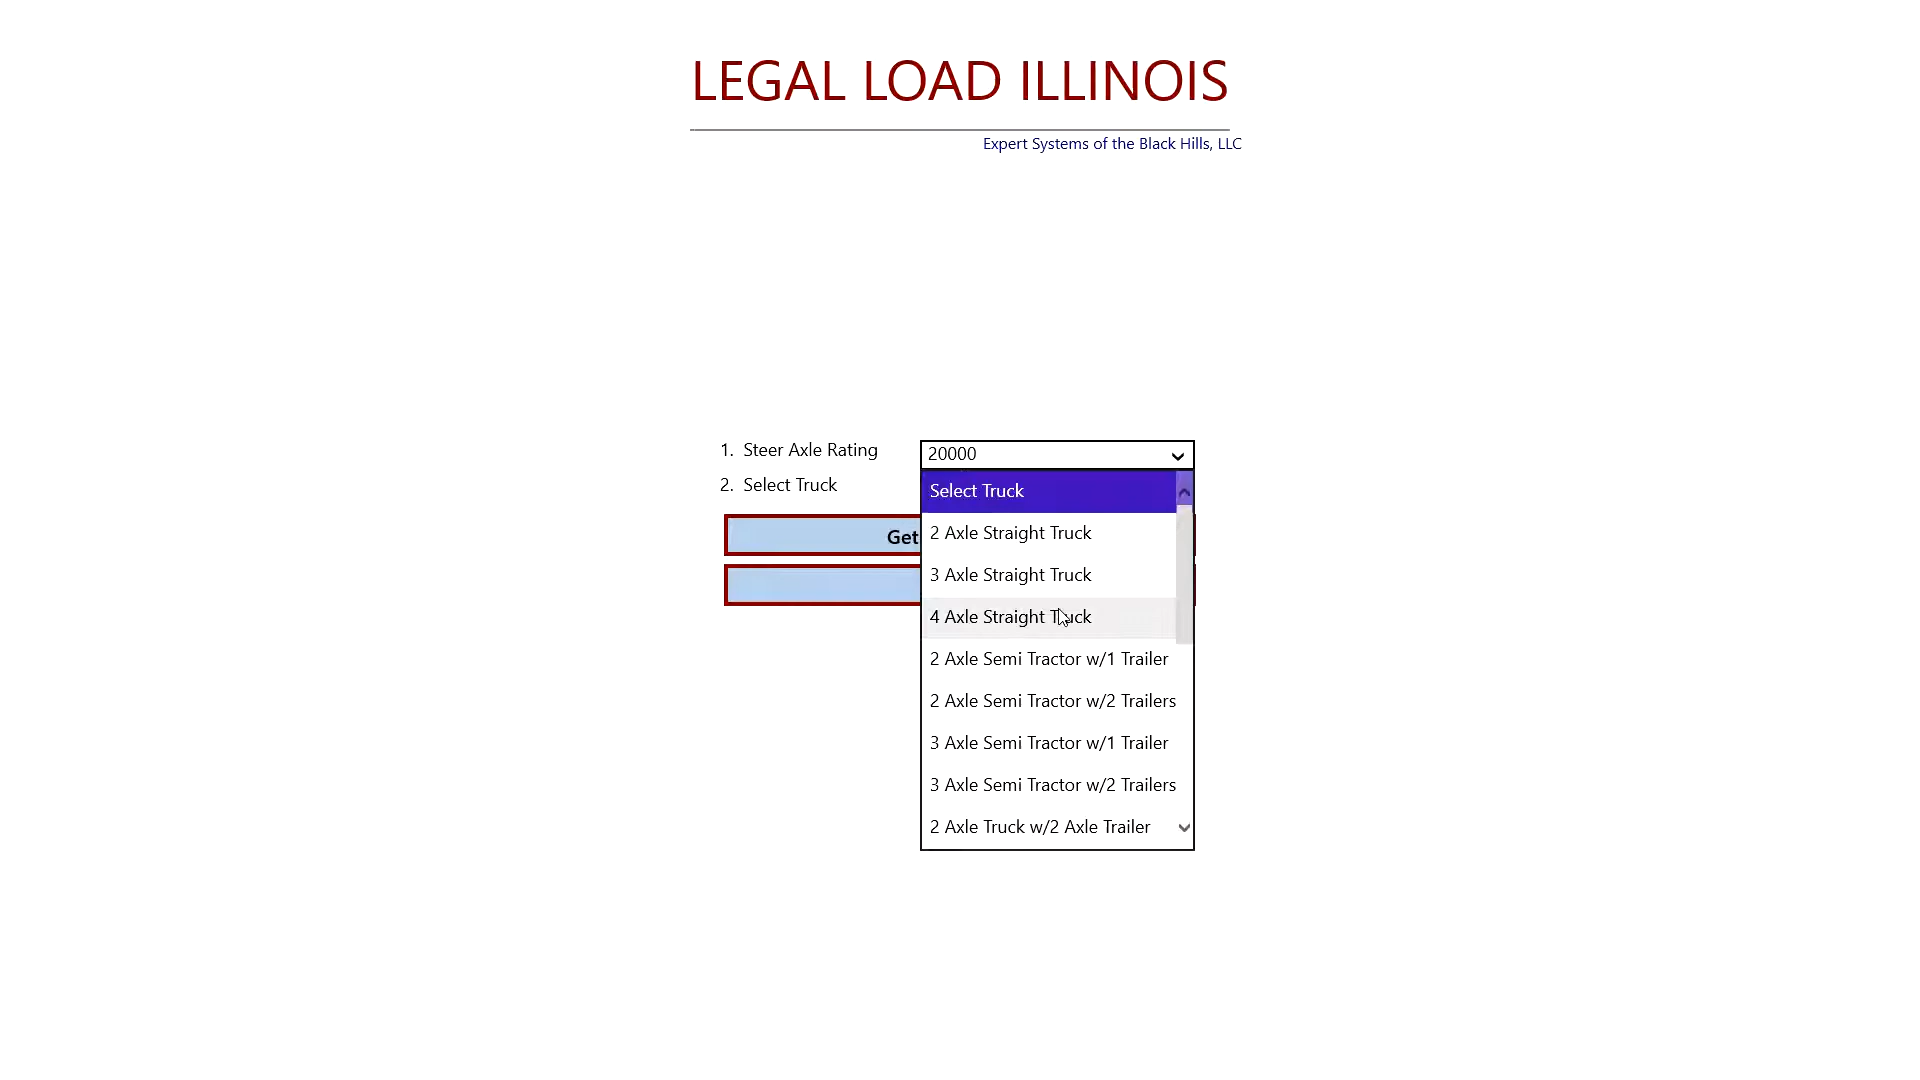 LEGAL LOAD ILLINOIS
Expert Systems of the Black Hills, LLC
1. Steer Axle Rating
20000
2. Select Truck
Select Truck
Get
2 Axle Straight Truck
3 Axle Straight Truck
4 Axle Straight Truck
2 Axle Semi Tractor w/1 Trailer
2 Axle Semi Tractor w/2 Trailers
3 Axle Semi Tractor w/1 Trailer
3 Axle Semi Tractor w/2 Trailers
2 Axle Truck w/2 Axle Trailer